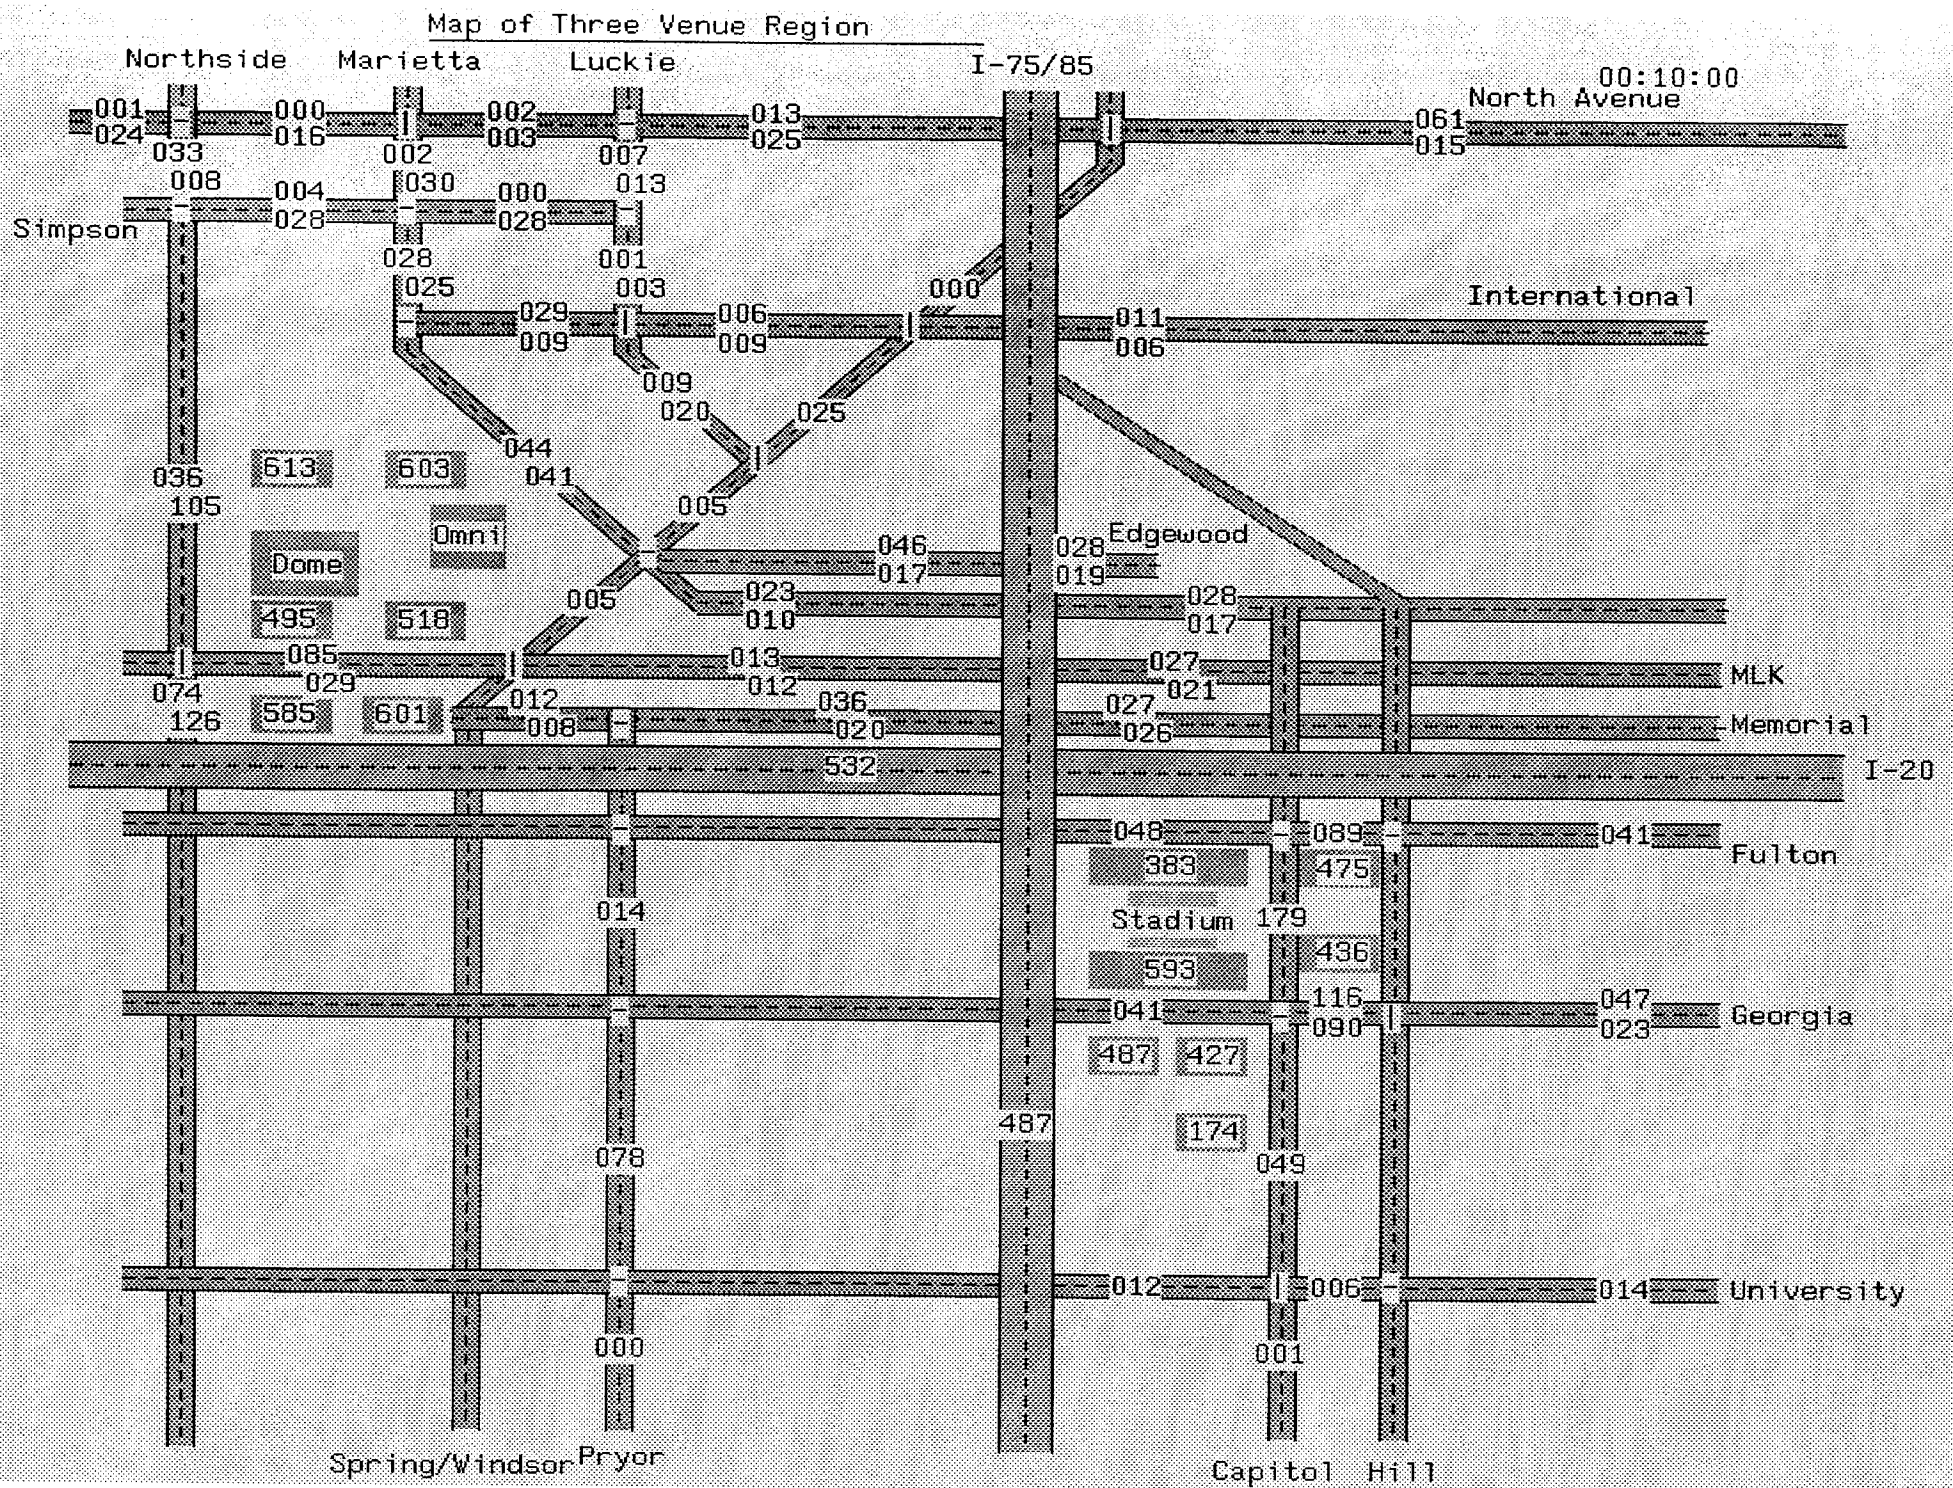 Map of Three Venue Region
Northside Marietta Luckie I-75/85
00:10:00
North Avenue
001 000 002 013 061
024 016 003 025 015
033 002 007
008 030 013
004 000
028 028
Simpson
028 001
025 003
000
International
029 006 011
009 009 006
009
020 025
044
613 603
036 041
105 005
Omni
Edgewood
046 028
017 019
Dome
005 023 028
010 017
495 518
085 013 027
029 012 021
MLK
074 012 036 027
126 008 020 026
585 601
Memorial
532
I-20
048 089 041
Fulton
383 475
014
Stadium 179
436
593
116 047
041
090 023
Georgia
487 427
487 174
078 049
012 006 014
University
000 001
Spring/Windsor Pryor
Capitol Hill